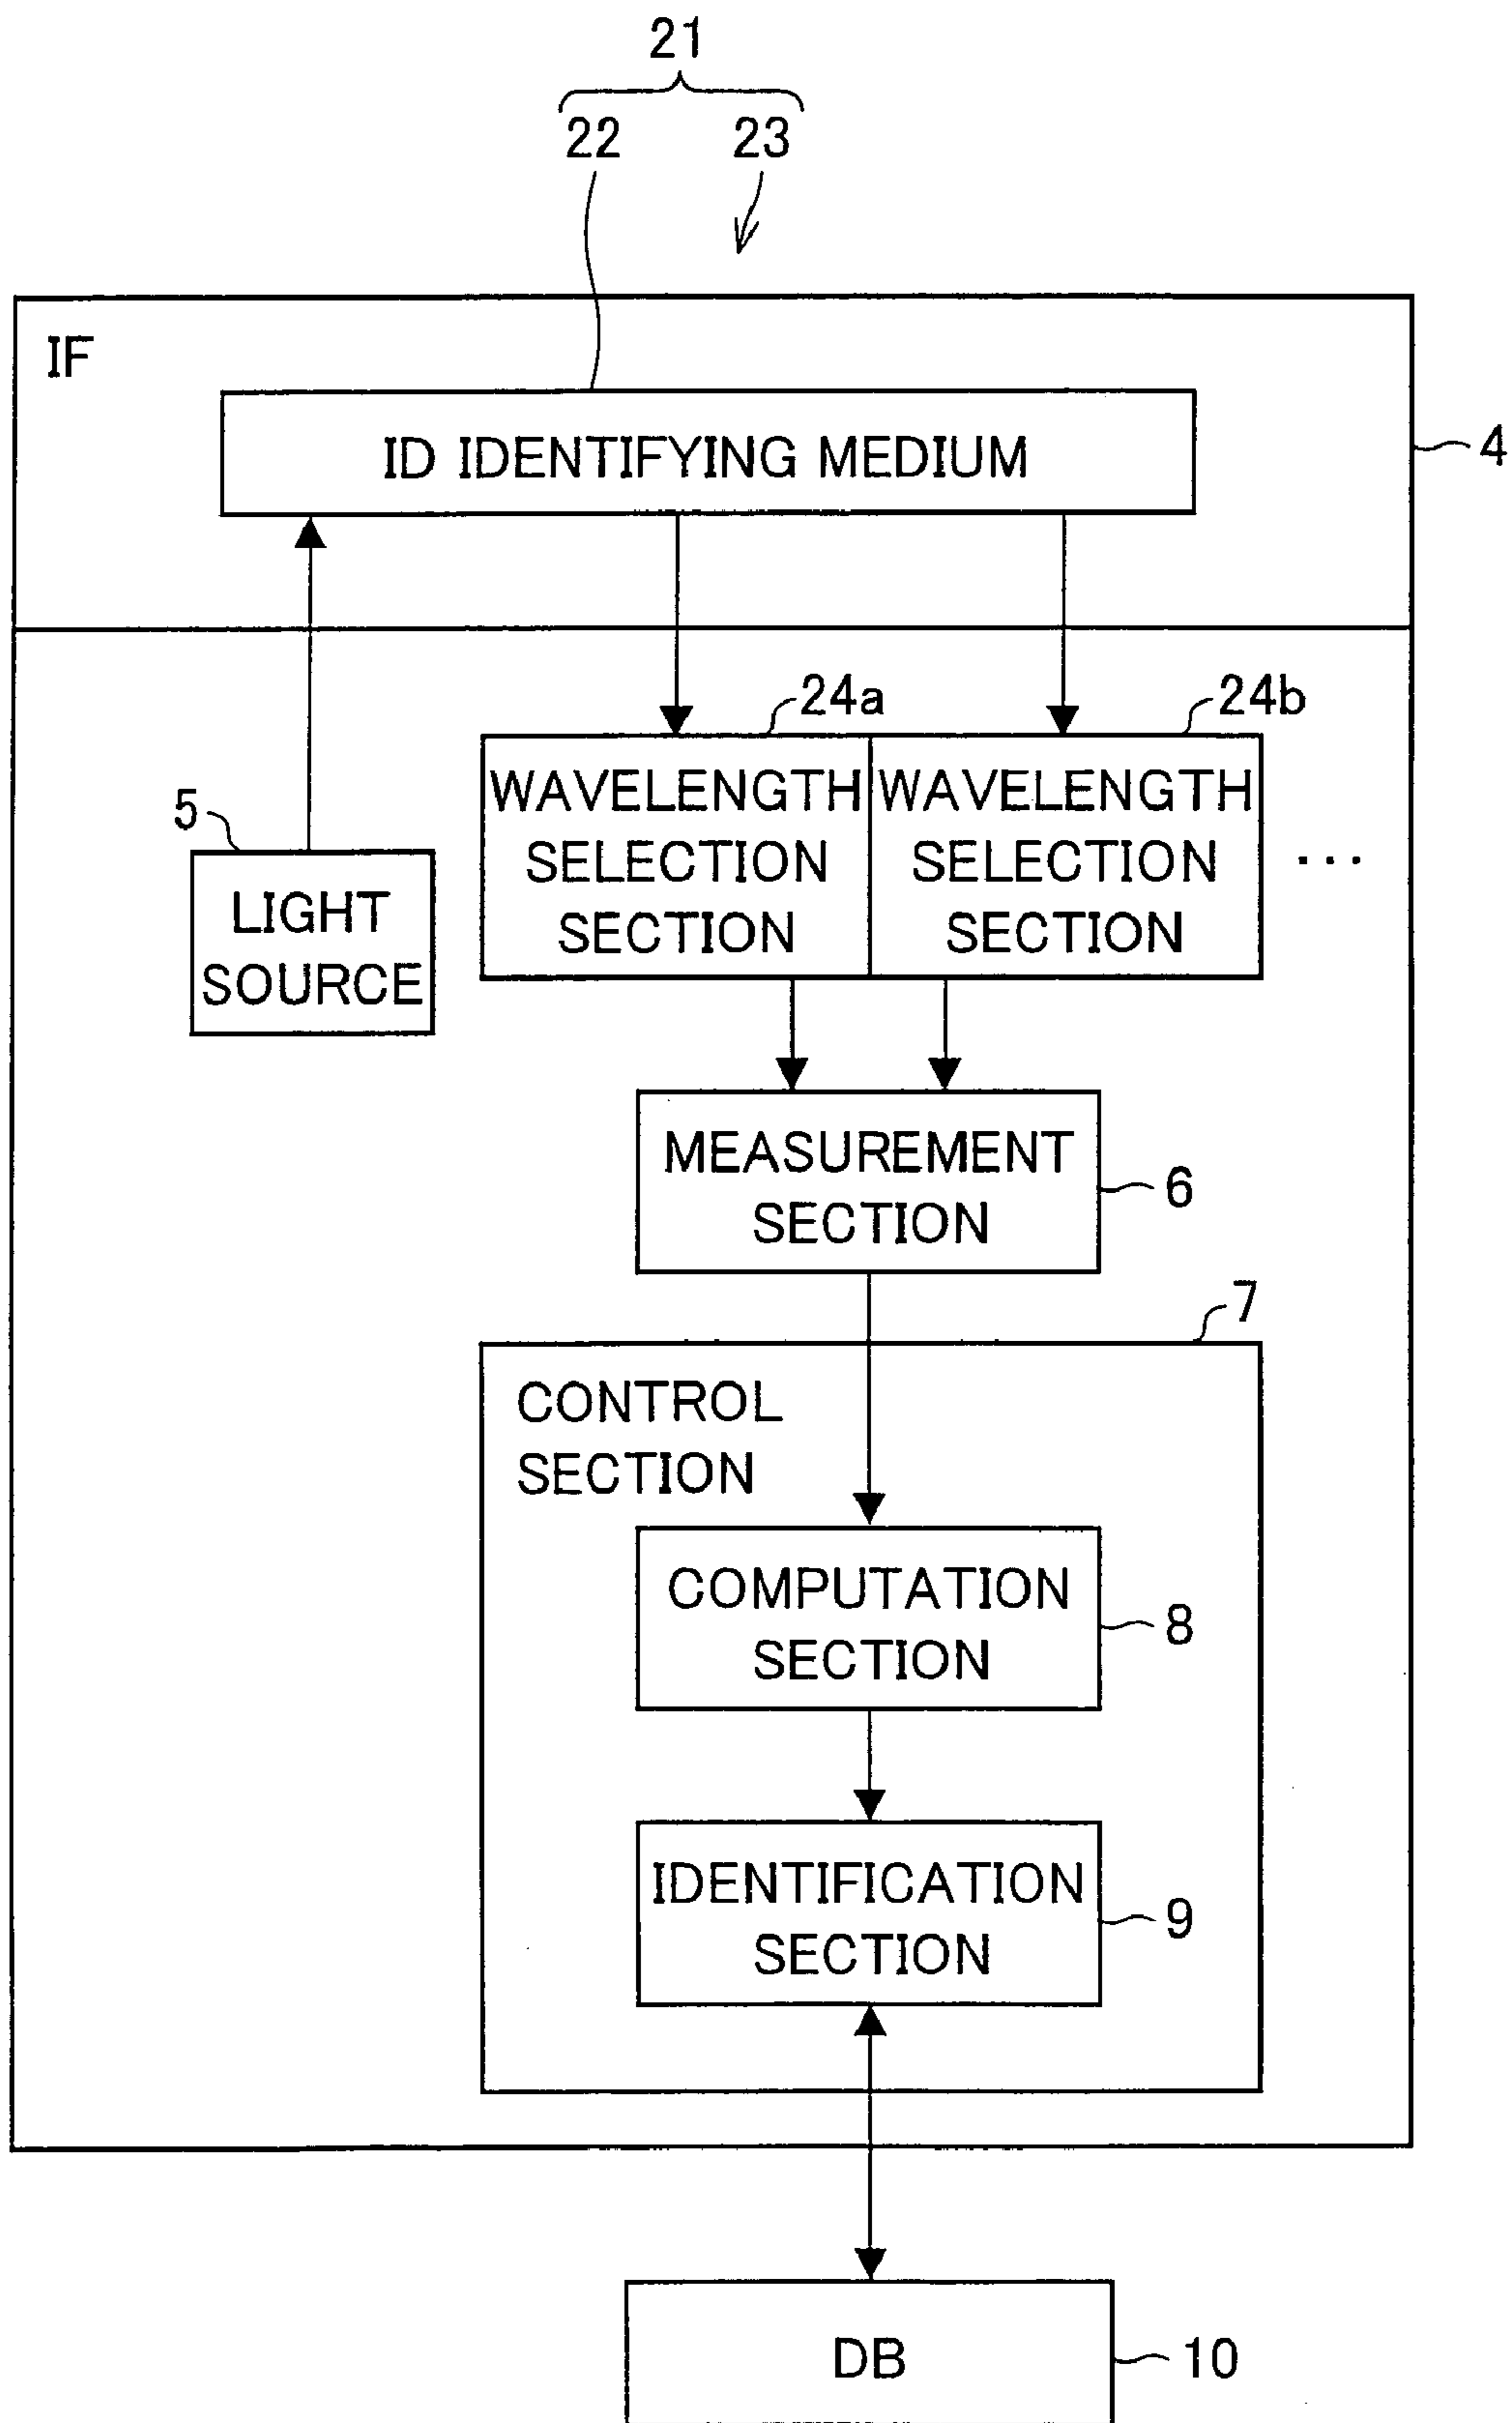 21
22 23
IF
ID IDENTIFYING MEDIUM
4
24a
24b
WAVELENGTH
SELECTION
SECTION
WAVELENGTH
SELECTION
SECTION
...
5
LIGHT
SOURCE
MEASUREMENT
SECTION
6
7
CONTROL
SECTION
COMPUTATION
SECTION
8
IDENTIFICATION
SECTION
9
DB
10